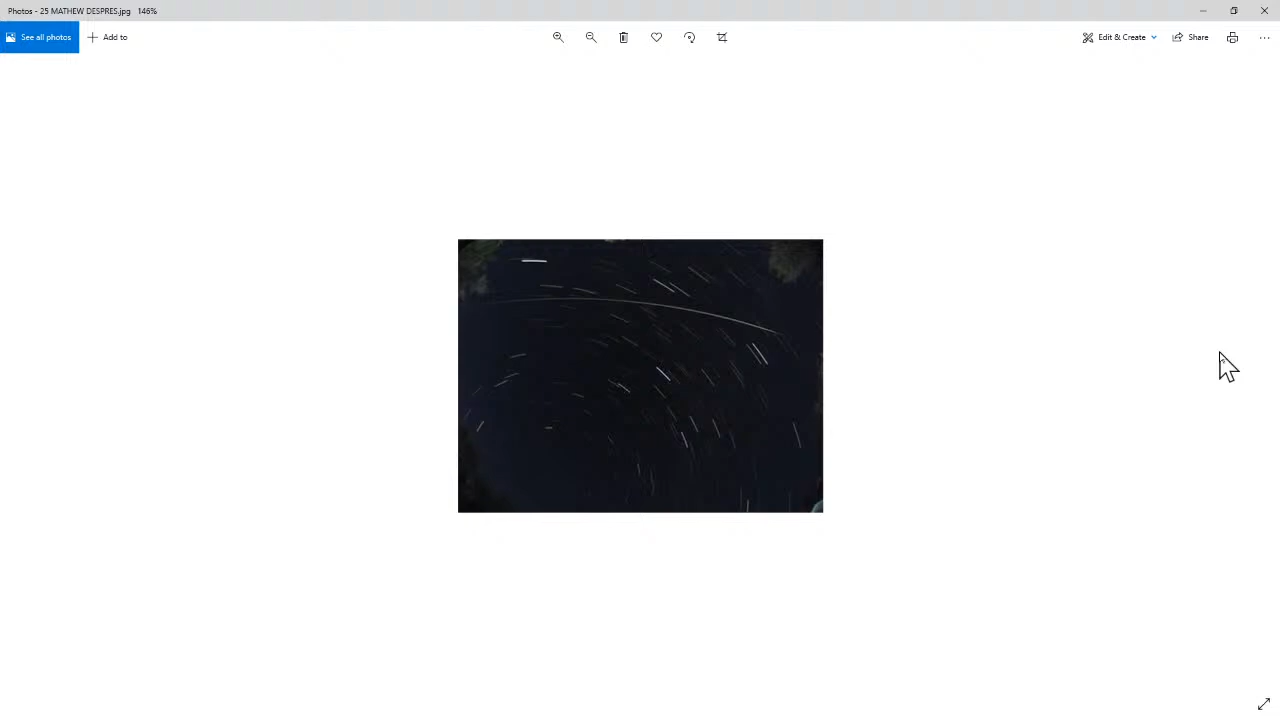 Photos - 25 MATHEW DESPRES.jpg 146%
See all photos
Add to
Edit & Create
Share